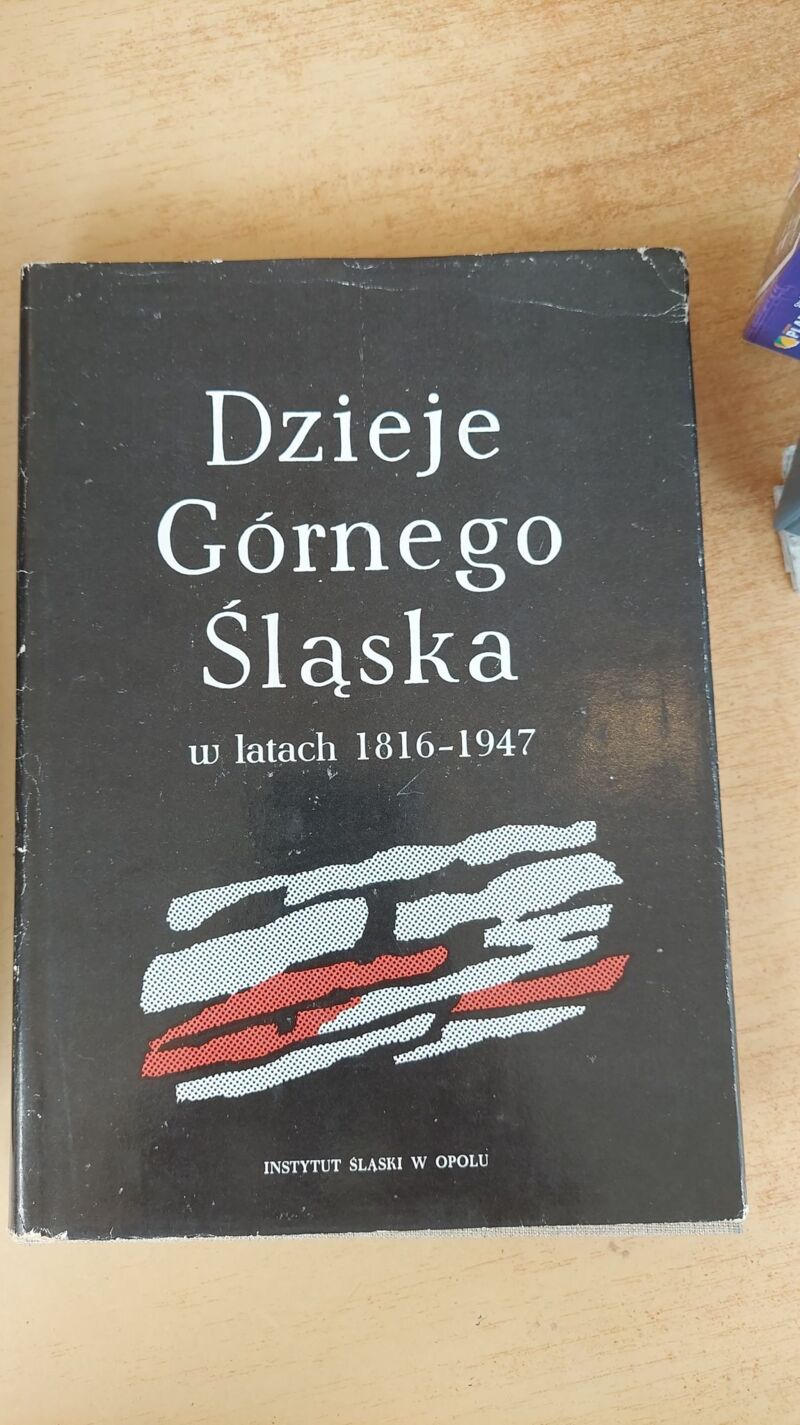 Dzieje
Górnego
Śląska
w latach 1816-1947
INSTYTUT ŚLĄSKI W OPOLU